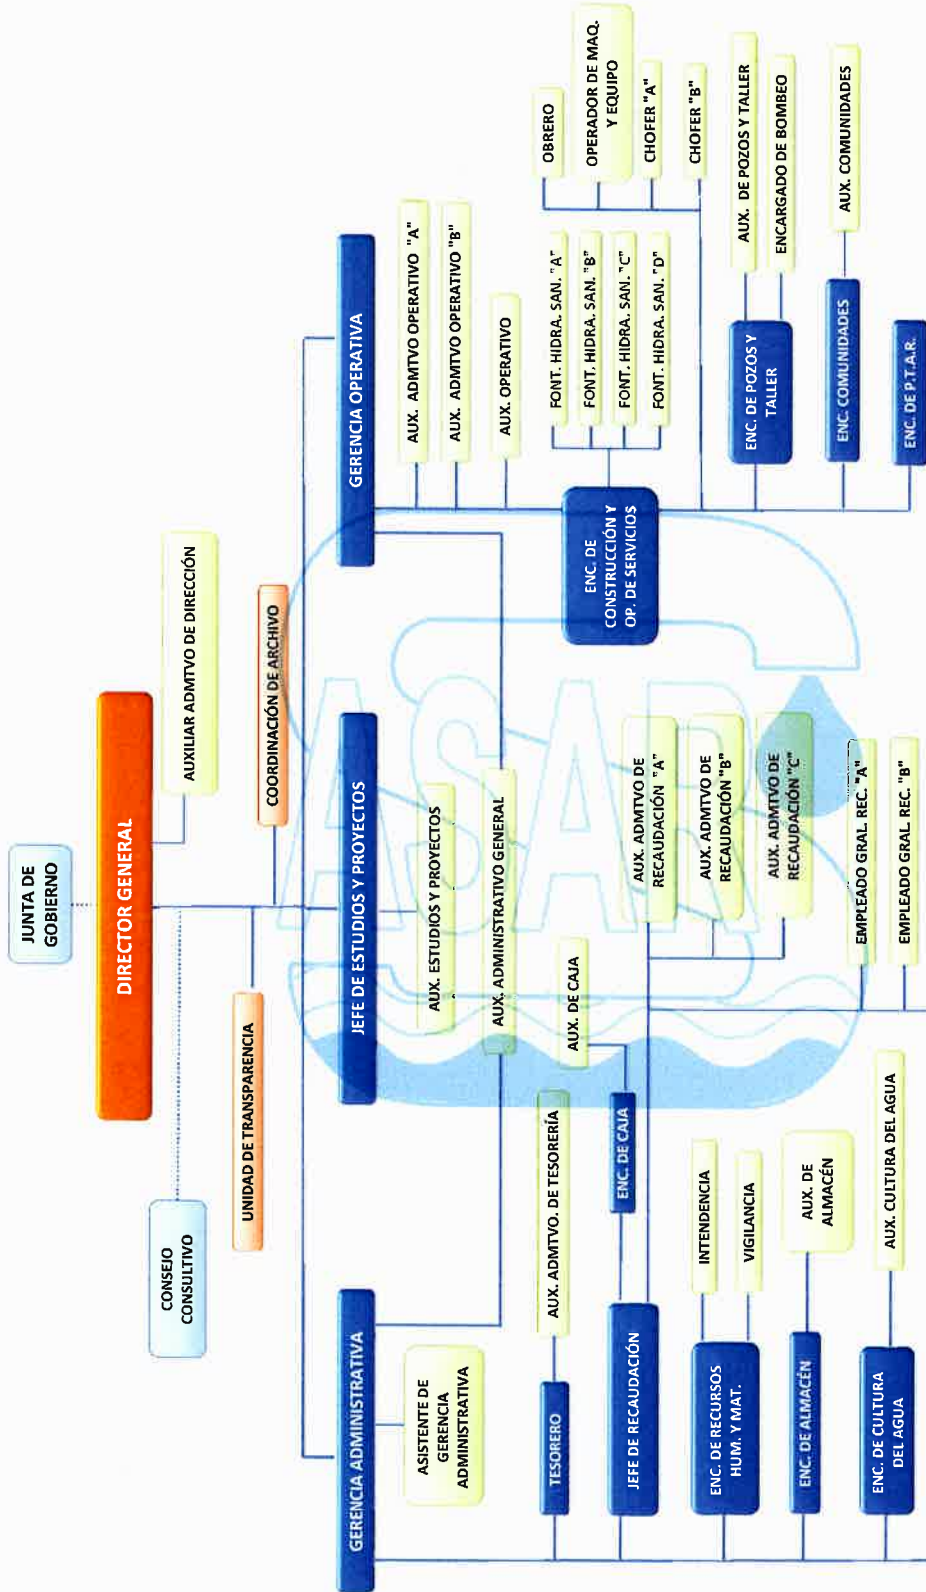 JUNTA DE
GOBIERNO
DIRECTOR GENERAL
AUXILIAR ADMTVO DE DIRECCIÓN
CONSEJO
CONSULTIVO
UNIDAD DE TRANSPARENCIA
COORDINACIÓN DE ARCHIVO
GERENCIA ADMINISTRATIVA
JEFE DE ESTUDIOS Y PROYECTOS
GERENCIA OPERATIVA
ASISTENTE DE
GERENCIA
ADMINISTRATIVA
AUX. ESTUDIOS Y PROYECTOS
AUX. ADMINISTRATIVO GENERAL
AUX. ADMTVO OPERATIVO "A"
AUX. ADMTVO OPERATIVO "B"
AUX. OPERATIVO
TESORERO
AUX. ADMTVO. DE TESORERÍA
JEFE DE RECAUDACIÓN
ENC. DE CAJA
AUX. DE CAJA
AUX. ADMTVO DE
RECAUDACIÓN "A"
AUX. ADMTVO DE
RECAUDACIÓN "B"
AUX. ADMTVO DE
RECAUDACIÓN "C"
EMPLEADO GRAL. REC. "A"
EMPLEADO GRAL. REC. "B"
ENC. DE RECURSOS
HUM. Y MAT.
INTENDENCIA
VIGILANCIA
ENC. DE ALMACÉN
AUX. DE
ALMACÉN
ENC. DE CULTURA
DEL AGUA
AUX. CULTURA DEL AGUA
ENC. DE
CONSTRUCCIÓN Y
OP. DE SERVICIOS
FONT. HIDRA. SAN. "A"
FONT. HIDRA. SAN. "B"
FONT. HIDRA. SAN. "C"
FONT. HIDRA. SAN. "D"
OBRERO
OPERADOR DE MAQ.
Y EQUIPO
CHOFER "A"
CHOFER "B"
ENC. DE POZOS Y
TALLER
AUX. DE POZOS Y TALLER
ENCARGADO DE BOMBEO
ENC. COMUNIDADES
AUX. COMUNIDADES
ENC. DE P.T.A.R.
ASAR